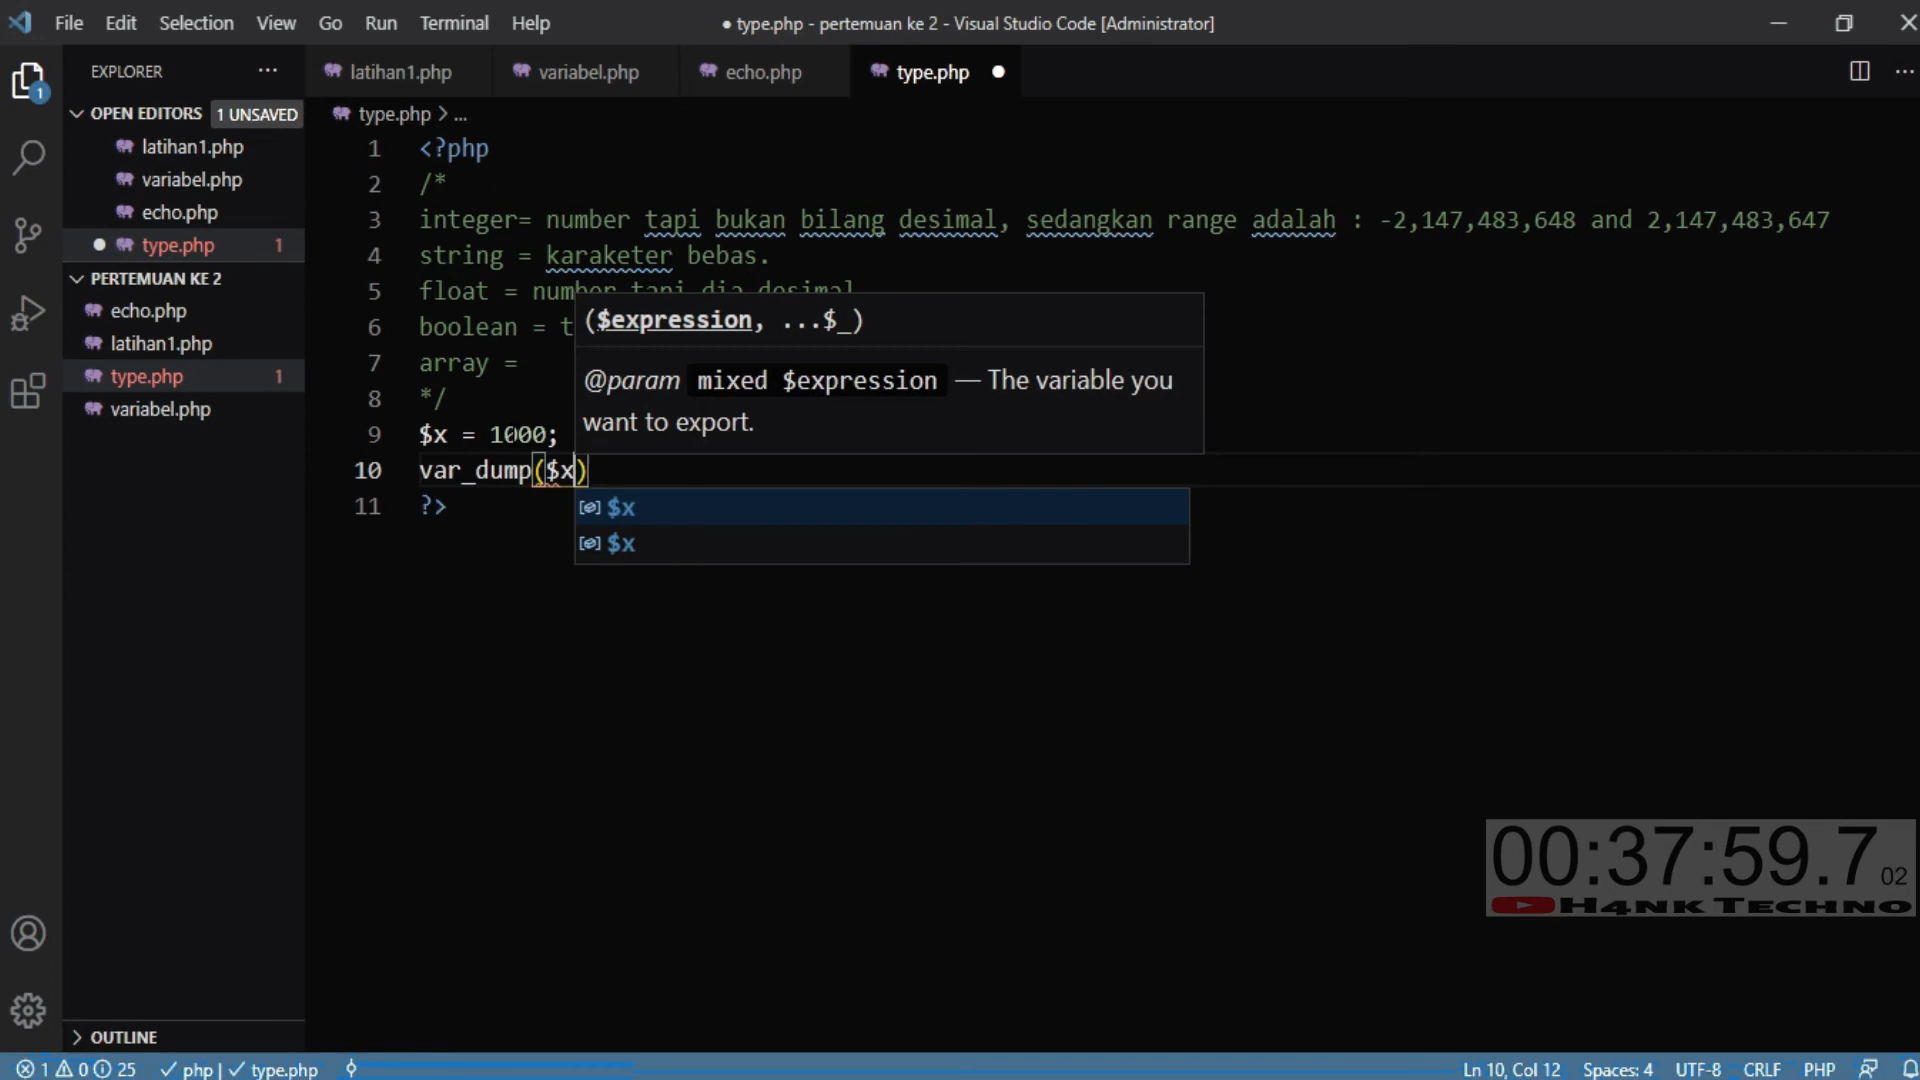 File Edit Selection View Go Run Terminal Help
● type.php - pertemuan ke 2 - Visual Studio Code [Administrator]
EXPLORER
latihan1.php
variabel.php
echo.php
type.php
1
OPEN EDITORS
1 UNSAVED
latihan1.php
variabel.php
echo.php
type.php 1
PERTEMUAN KE 2
echo.php
latihan1.php
type.php 1
variabel.php
OUTLINE
type.php > ...
1 <?php
2 /*
3 integer= number tapi bukan bilang desimal, sedangkan range adalah : -2,147,483,648 and 2,147,483,647
4 string = karaketer bebas.
5 float = number tapi dia desimal
6 boolean = t
7 array =
8 */
9 $x = 1000;
10 var_dump($x)
11 ?>
($expression, ...$_)
@param mixed $expression — The variable you
want to export.
$x
$x
00:37:59.7 02
H4NK TECHNO
1 0 25 php | type.php
Ln 10, Col 12 Spaces: 4 UTF-8 CRLF PHP